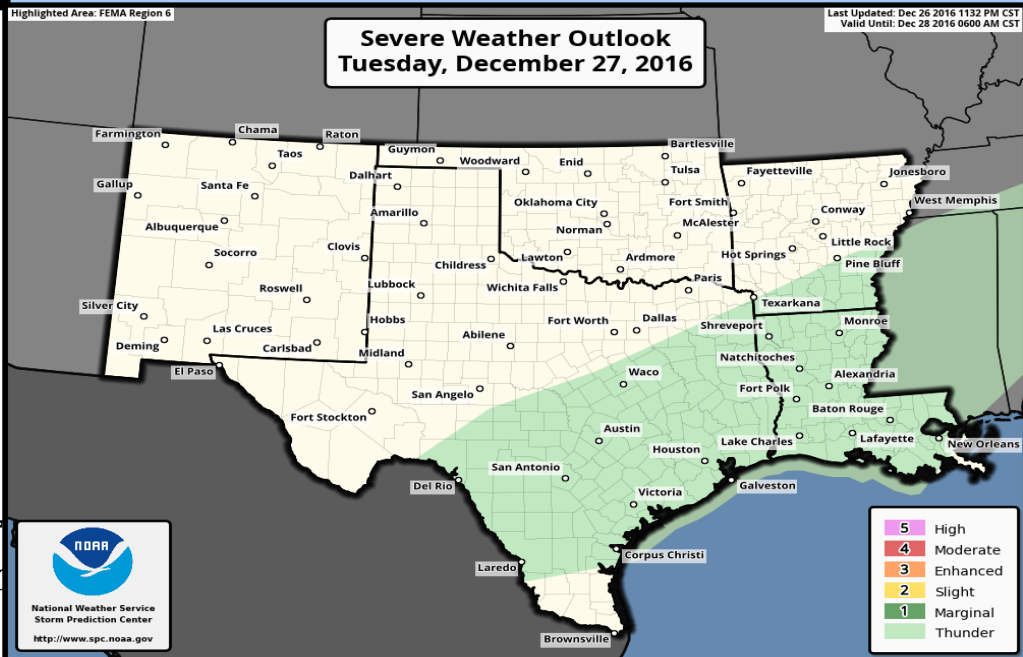 Highlighted Area: FEMA Region 6
Last Updated: Dec 26 2016 1132 PM CST
Valid Until: Dec 28 2016 0600 AM CST
Severe Weather Outlook
Tuesday, December 27, 2016
Farmington
Chama
Raton
Guymon
Bartlesville
Taos
Woodward
Enid
Dalhart
Tulsa
Fayetteville
Jonesboro
Gallup
Santa Fe
Oklahoma City
Fort Smith
West Memphis
Albuquerque
Amarillo
Norman
McAlester
Conway
Clovis
Little Rock
Socorro
Childress
Lawton
Ardmore
Hot Springs
Pine Bluff
Roswell
Lubbock
Wichita Falls
Paris
Texarkana
Silver City
Hobbs
Fort Worth
Dallas
Shreveport
Monroe
Las Cruces
Abilene
Deming
Carlsbad
Midland
Natchitoches
El Paso
Waco
Alexandria
San Angelo
Fort Polk
Fort Stockton
Baton Rouge
Austin
Lake Charles
Lafayette
New Orleans
Houston
San Antonio
Del Rio
Victoria
Galveston
Corpus Christi
Laredo
Brownsville
NOAA
National Weather Service
Storm Prediction Center
http://www.spc.noaa.gov
5 High
4 Moderate
3 Enhanced
2 Slight
1 Marginal
Thunder